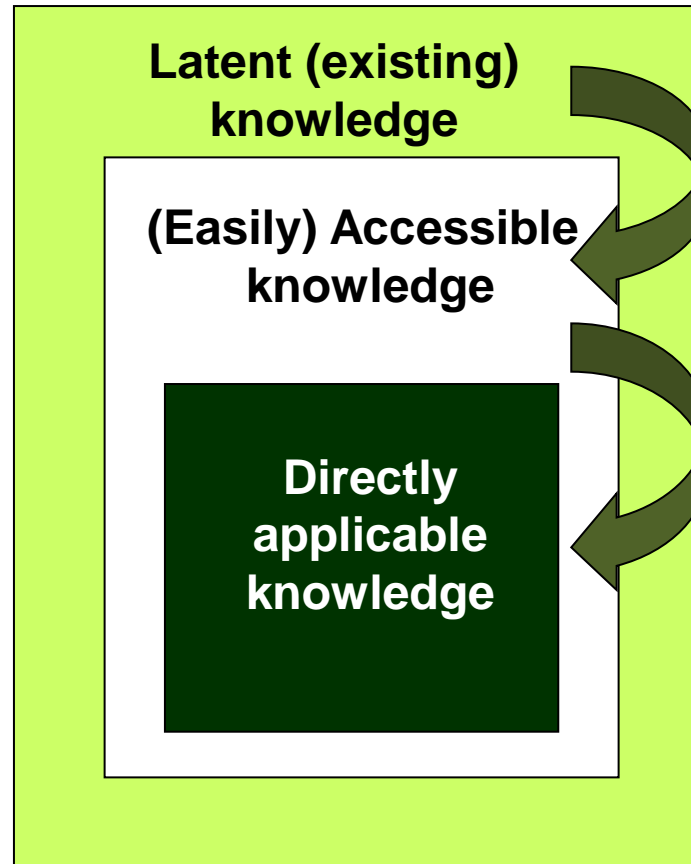 Latent (existing)
knowledge
(Easily) Accessible
knowledge
Directly
applicable
knowledge